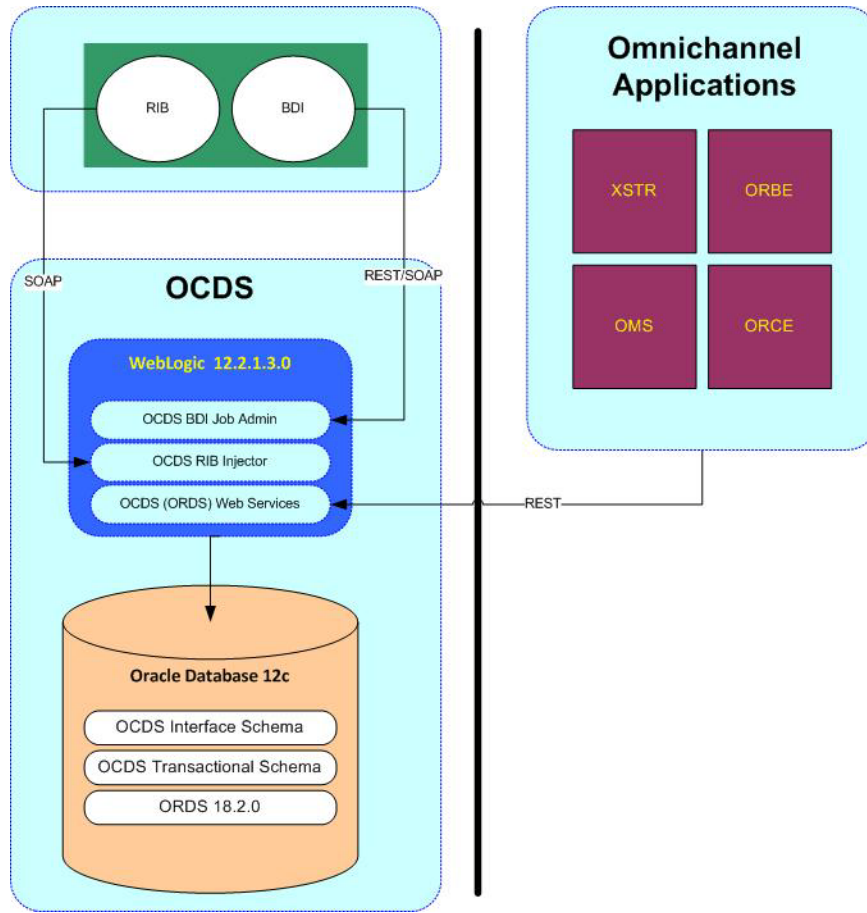 RIB
BDI
SOAP
REST/SOAP
OCDS
WebLogic 12.2.1.3.0
OCDS BDI Job Admin
OCDS RIB Injector
OCDS (ORDS) Web Services
Oracle Database 12c
OCDS Interface Schema
OCDS Transactional Schema
ORDS 18.2.0
Omnichannel
Applications
XSTR
ORBE
OMS
ORCE
REST